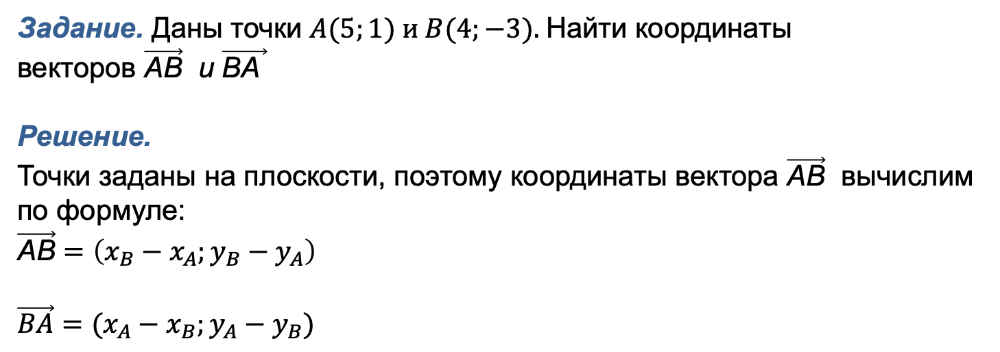 Задание. Даны точки A(5; 1) и B(4; −3). Найти координаты
векторов $\overrightarrow{AB}$ и $\overrightarrow{BA}$
Решение.
Точки заданы на плоскости, поэтому координаты вектора $\overrightarrow{AB}$ вычислим
по формуле:
$\overrightarrow{AB} = (x_B − x_A; y_B − y_A)$
$\overrightarrow{BA} = (x_A − x_B; y_A − y_B)$